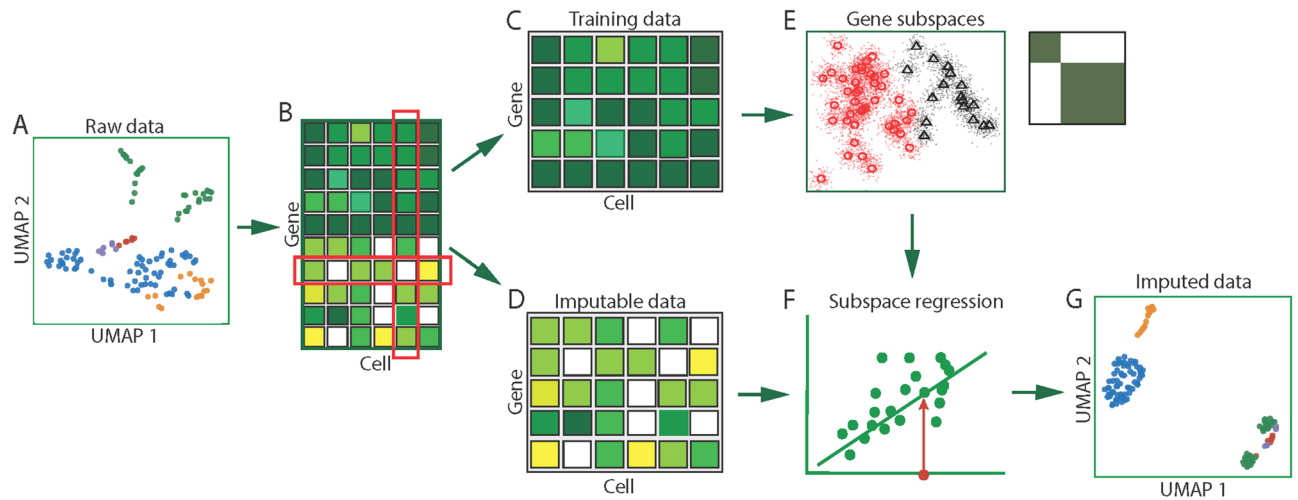 A
Raw data
UMAP 2
UMAP 1
B
Gene
Cell
C
Training data
Gene
Cell
D
Imputable data
Gene
Cell
E
Gene subspaces
F
Subspace regression
G
Imputed data
UMAP 2
UMAP 1